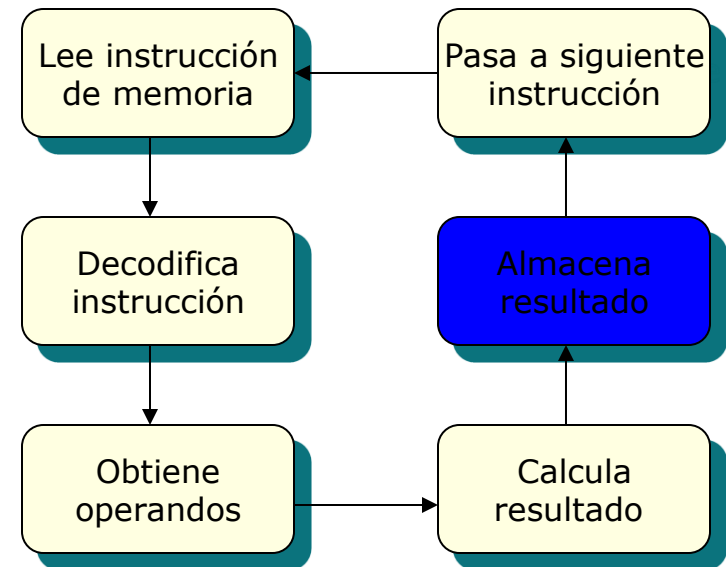 Lee instrucción
de memoria
Pasa a siguiente
instrucción
Decodifica
instrucción
Almacena
resultado
Obtiene
operandos
Calcula
resultado